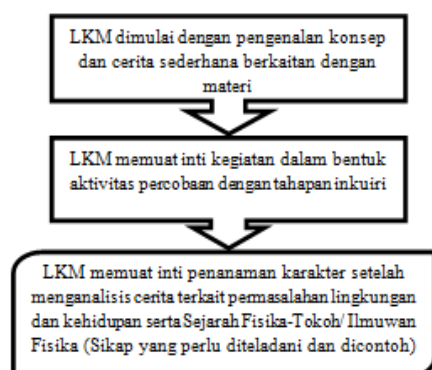 LKM dimulai dengan pengenalan konsep
dan cerita sederhana berkaitan dengan
materi
LKM memuat inti kegiatan dalam bentuk
aktivitas percobaan dengan tahapan inkuiri
LKM memuat inti penanaman karakter setelah
menganalisis cerita terkait permasalahan lingkungan
dan kehidupan serta Sejarah Fisika-Tokoh/ Ilmuwan
Fisika (Sikap yang perlu diteladani dan dicontoh)